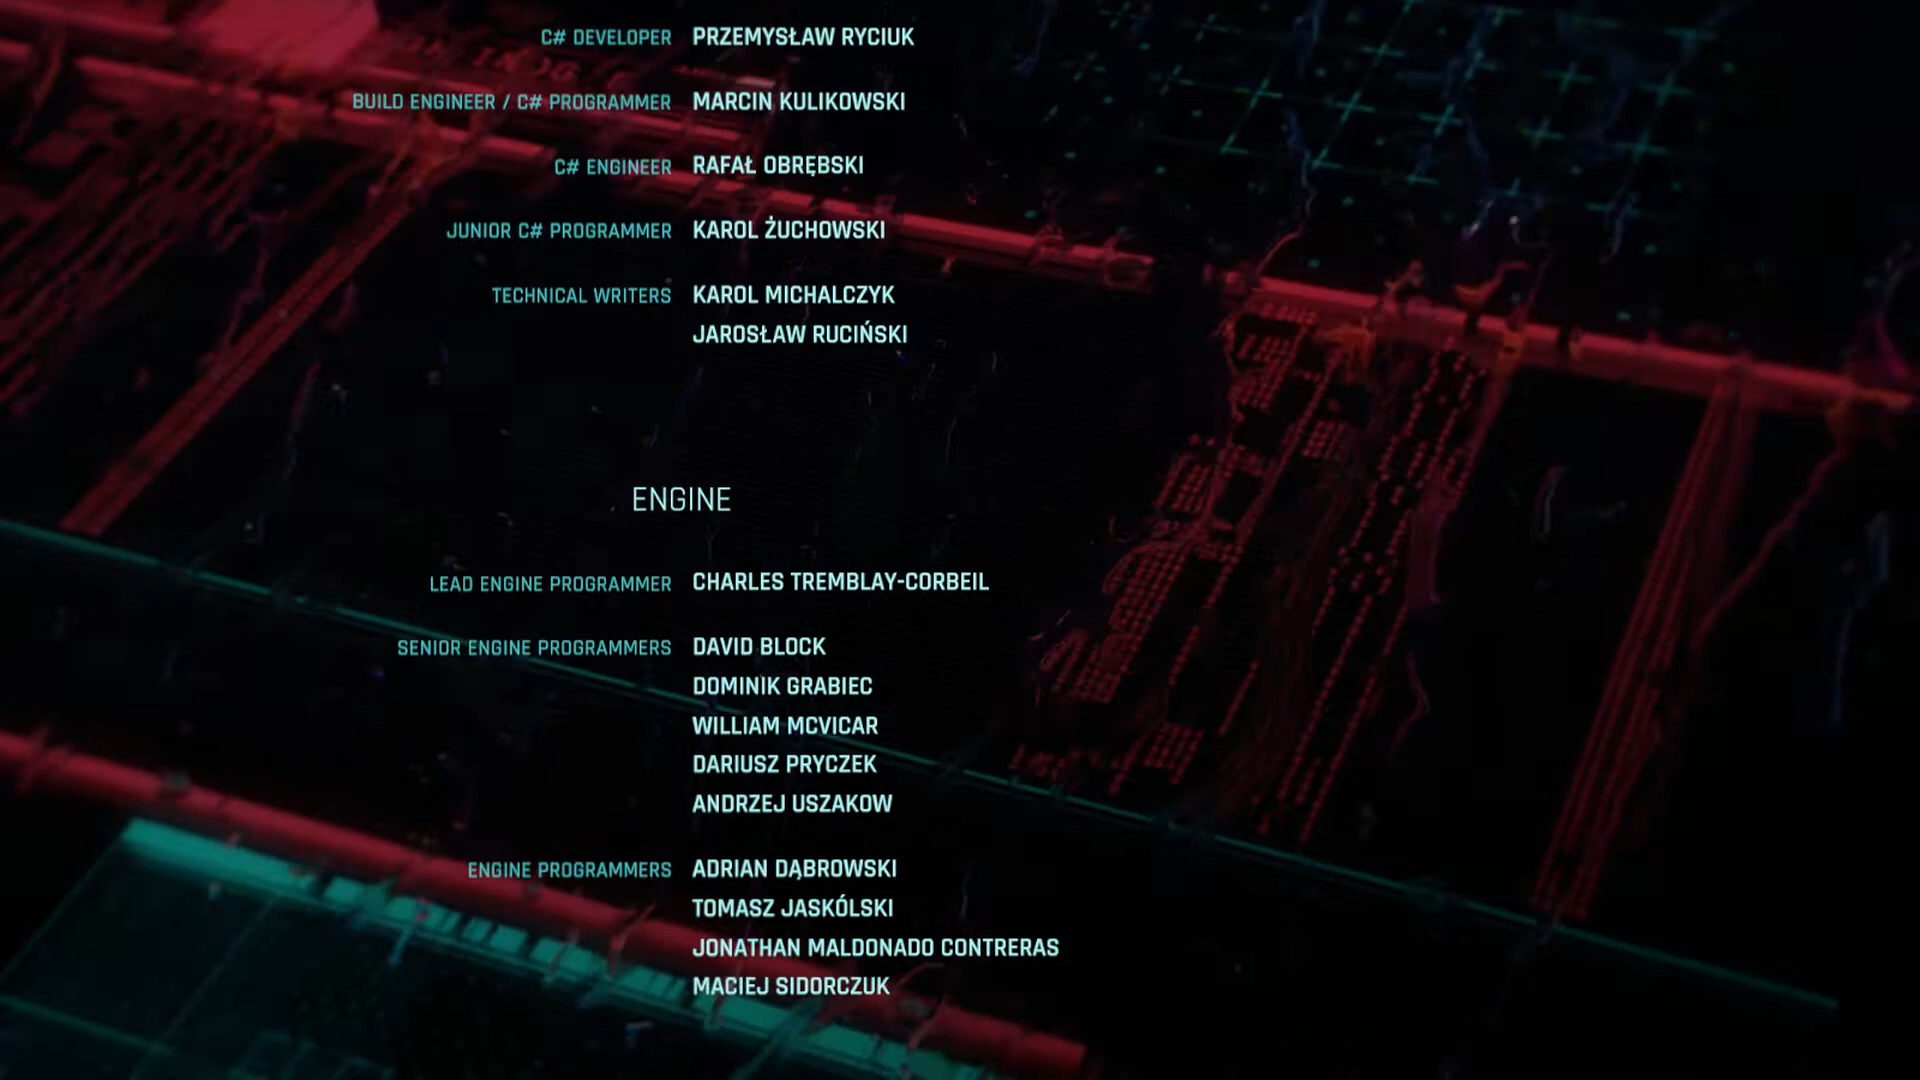 C# DEVELOPER PRZEMYSŁAW RYCIUK
BUILD ENGINEER / C# PROGRAMMER MARCIN KULIKOWSKI
C# ENGINEER RAFAŁ OBRĘBSKI
JUNIOR C# PROGRAMMER KAROL ŻUCHOWSKI
TECHNICAL WRITERS KAROL MICHALCZYK
JAROSŁAW RUCIŃSKI
ENGINE
LEAD ENGINE PROGRAMMER CHARLES TREMBLAY-CORBEIL
SENIOR ENGINE PROGRAMMERS DAVID BLOCK
DOMINIK GRABIEC
WILLIAM MCVICAR
DARIUSZ PRYCZEK
ANDRZEJ USZAKOW
ENGINE PROGRAMMERS ADRIAN DĄBROWSKI
TOMASZ JASKÓLSKI
JONATHAN MALDONADO CONTRERAS
MACIEJ SIDORCZUK